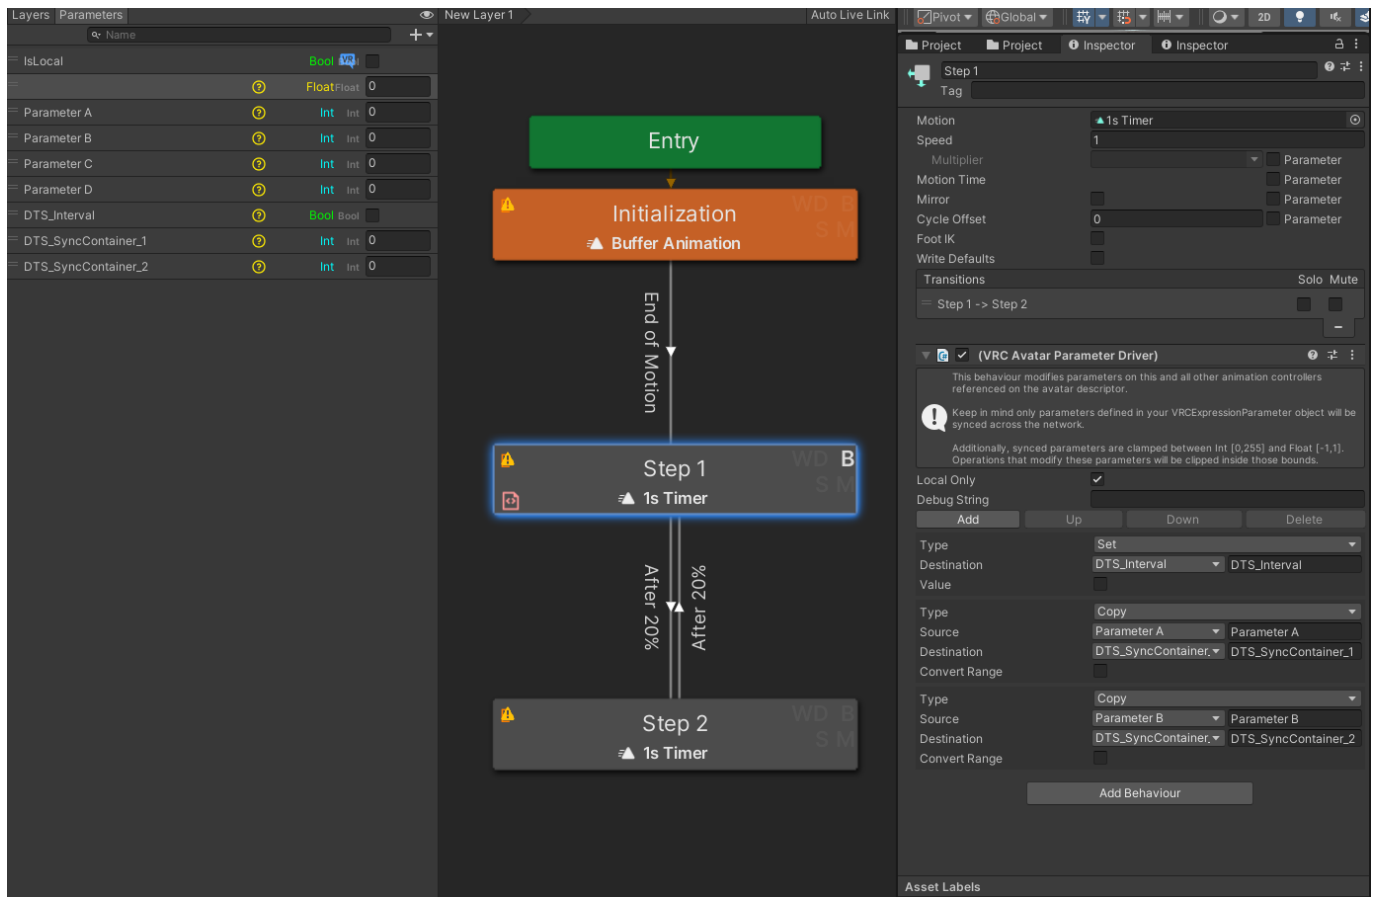 Layers Parameters
Name
IsLocal Bool
Float Float 0
Parameter A Int Int 0
Parameter B Int Int 0
Parameter C Int Int 0
Parameter D Int Int 0
DTS_Interval Bool Bool
DTS_SyncContainer_1 Int Int 0
DTS_SyncContainer_2 Int Int 0
New Layer 1 Auto Live Link
Entry
Initialization
Buffer Animation
WD B
S M
End of Motion
Step 1
1s Timer
WD B
S M
After 20%
After 20%
Step 2
1s Timer
WD B
S M
Pivot Global 2D
Project Project Inspector Inspector
Step 1
Tag
Motion 1s Timer
Speed 1
Multiplier Parameter
Motion Time Parameter
Mirror Parameter
Cycle Offset 0 Parameter
Foot IK
Write Defaults
Transitions Solo Mute
Step 1 -> Step 2
(VRC Avatar Parameter Driver)
This behaviour modifies parameters on this and all other animation controllers
referenced on the avatar descriptor.
Keep in mind only parameters defined in your VRCExpressionParameter object will be
synced across the network.
Additionally, synced parameters are clamped between Int [0,255] and Float [-1,1].
Operations that modify these parameters will be clipped inside those bounds.
Local Only
Debug String
Add Up Down Delete
Type Set
Destination DTS_Interval DTS_Interval
Value
Type Copy
Source Parameter A Parameter A
Destination DTS_SyncContainer_ DTS_SyncContainer_1
Convert Range
Type Copy
Source Parameter B Parameter B
Destination DTS_SyncContainer_ DTS_SyncContainer_2
Convert Range
Add Behaviour
Asset Labels